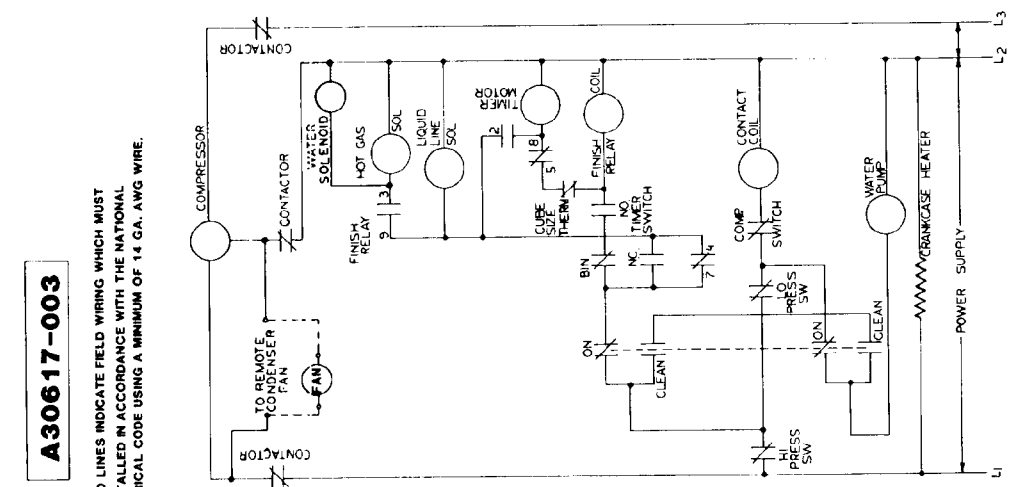 A30617-003
D LINES INDICATE FIELD WIRING WHICH MUST
TALLED IN ACCORDANCE WITH THE NATIONAL
RICAL CODE USING A MINIMUM OF 14 GA. AWG WIRE.
CONTACTOR
L3
COMPRESSOR
L2
CONTACTOR
WATER
SOLENOID
HOT GAS
SOL
3
9
FINISH
RELAY
LIQUID
LINE
SOL
TIMER
MOTOR
2
8
5
CUBE
SIZE
THERM
COIL
FINISH
RELAY
NO
TIMER
SWITCH
BIN
NC
4
7
TO REMOTE
CONDENSER
FAN
FAN
ON
CLEAN
CONTACT
COIL
COMP
SWITCH
LO
PRESS
SW
HI
PRESS
SW
ON
CLEAN
WATER
PUMP
CRANKCASE HEATER
POWER SUPPLY
CONTACTOR
L1